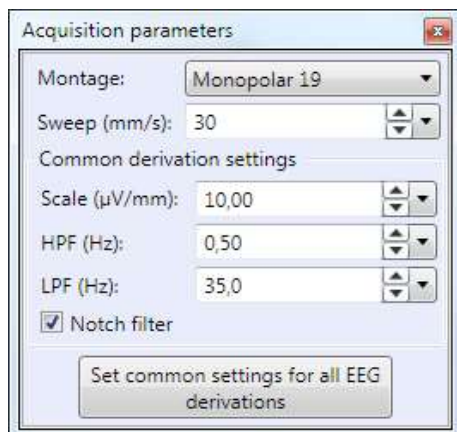 Acquisition parameters
Montage: Monopolar 19
Sweep (mm/s): 30
Common derivation settings
Scale (µV/mm): 10,00
HPF (Hz): 0,50
LPF (Hz): 35,0
Notch filter
Set common settings for all EEG
derivations